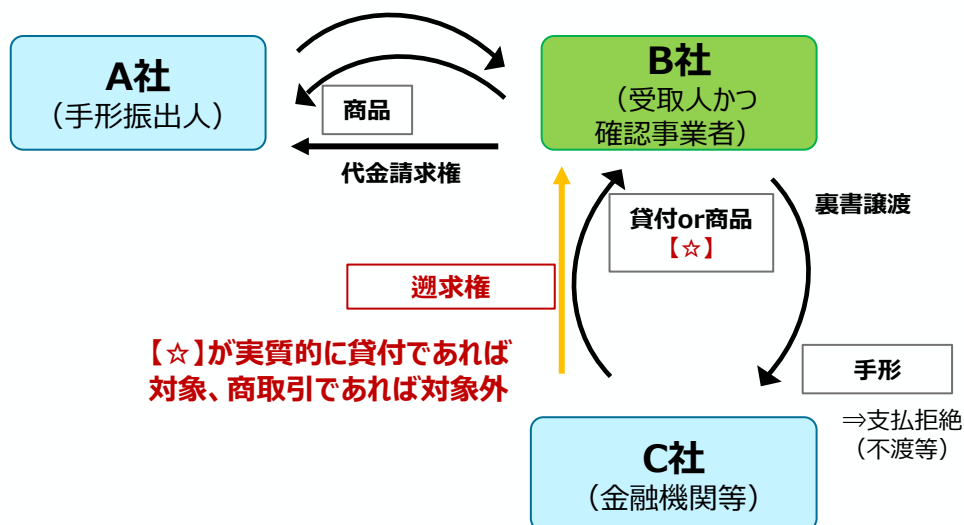 A社
（手形振出人）
B社
（受取人かつ
確認事業者）
商品
代金請求権
貸付or商品
【☆】
裏書譲渡
遡求権
【☆】が実質的に貸付であれば
対象、商取引であれば対象外
手形
⇒支払拒絶
（不渡等）
C社
（金融機関等）